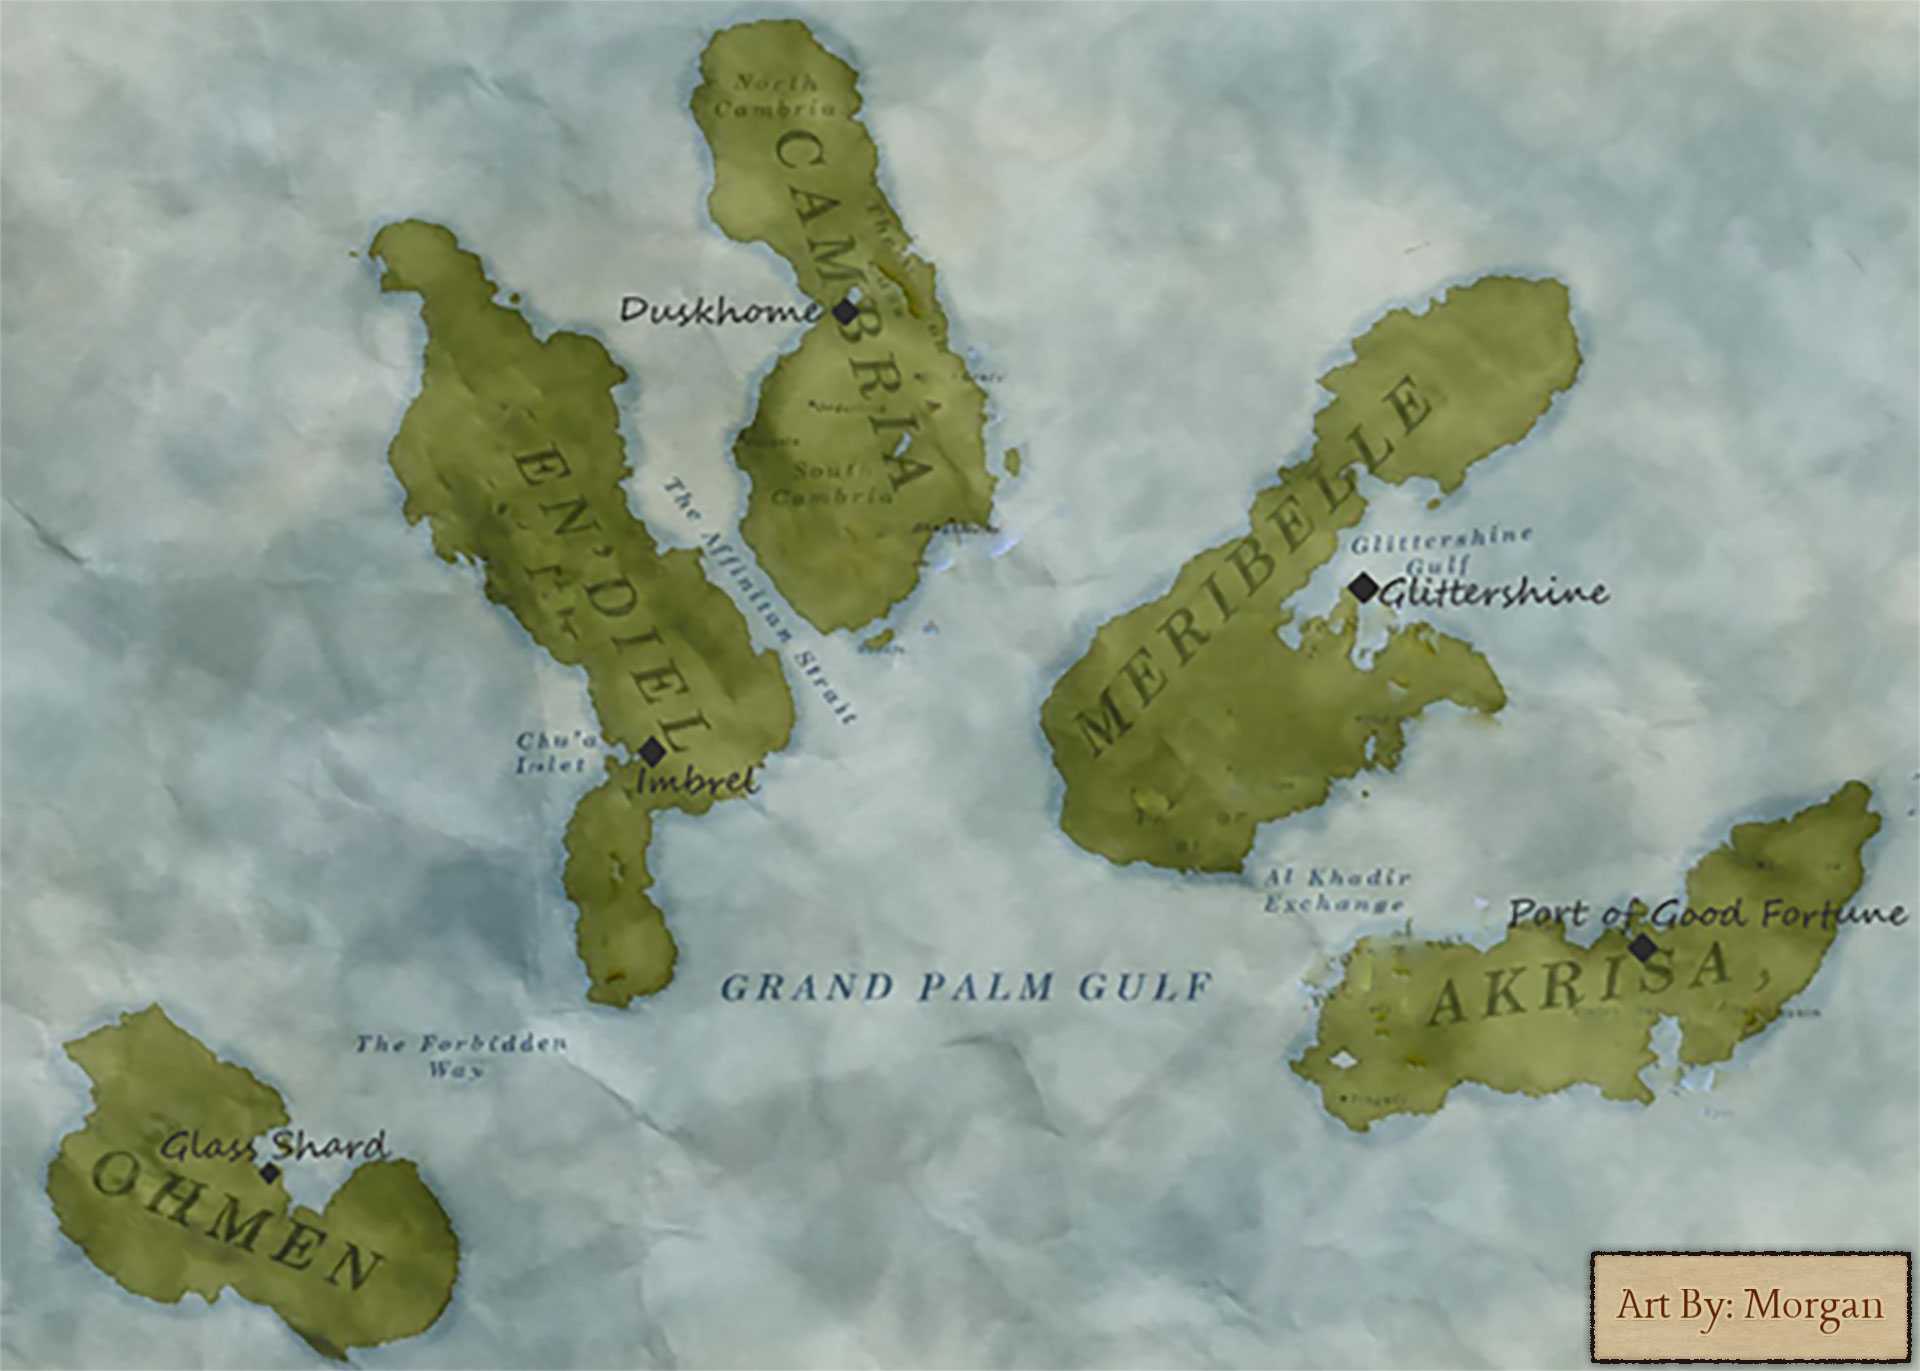 North
Cambria
CAMBRIA
The
Duskhome
EN'DIEL
The Affinitan Strait
South
Cambria
MERIBELLE
Glittershine
Gulf
Glittershine
Chu'a
Inlet
Imbrel
Al Khadir
Exchange
Port of Good Fortune
AKRISA
GRAND PALM GULF
The Forbidden
Way
Glass Shard
OHMEN
Art By: Morgan